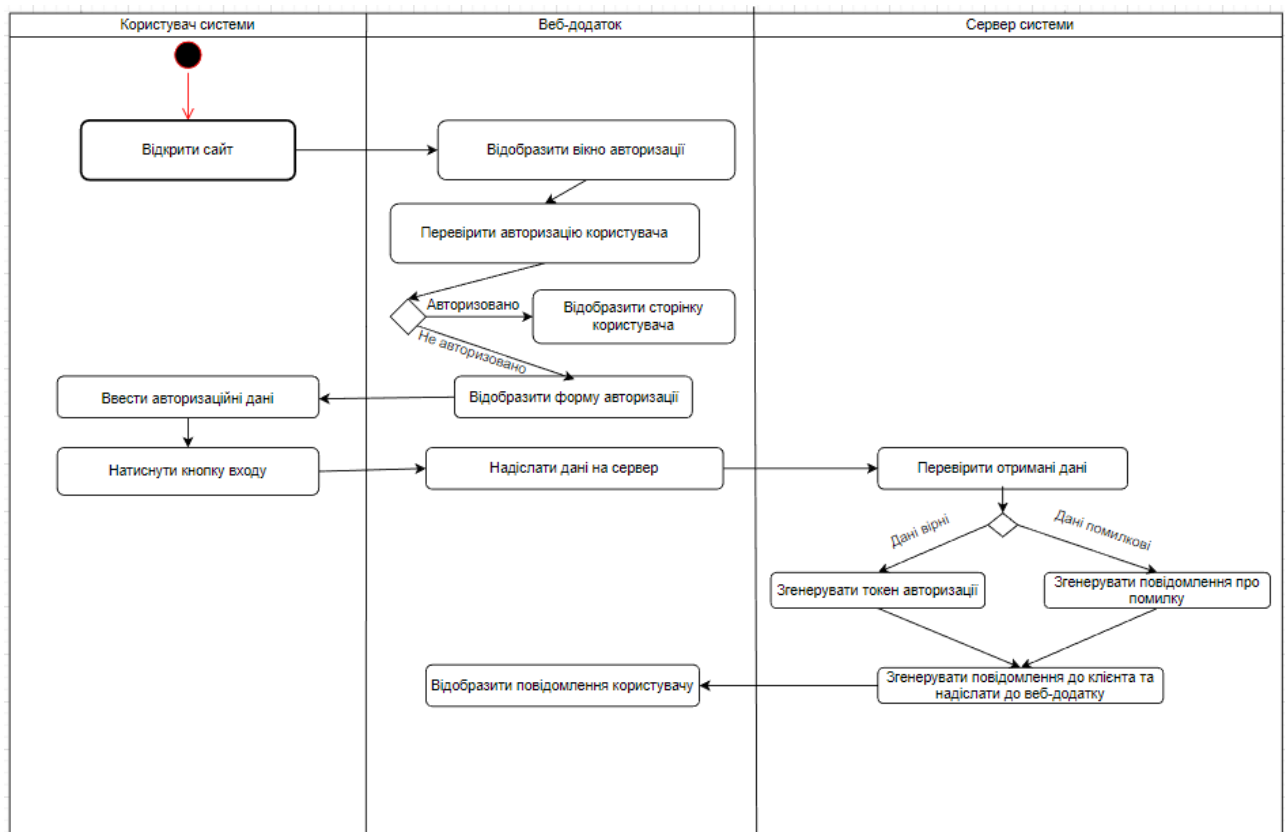 Користувач системи
Веб-додаток
Сервер системи
Відкрити сайт
Відобразити вікно авторизації
Перевірити авторизацію користувача
Авторизовано
Відобразити сторінку
користувача
Не авторизовано
Ввести авторизаційні дані
Відобразити форму авторизації
Натиснути кнопку входу
Надіслати дані на сервер
Перевірити отримані дані
Дані вірні
Дані помилкові
Згенерувати токен авторизації
Згенерувати повідомлення про
помилку
Відобразити повідомлення користувачу
Згенерувати повідомлення до клієнта та
надіслати до веб-додатку